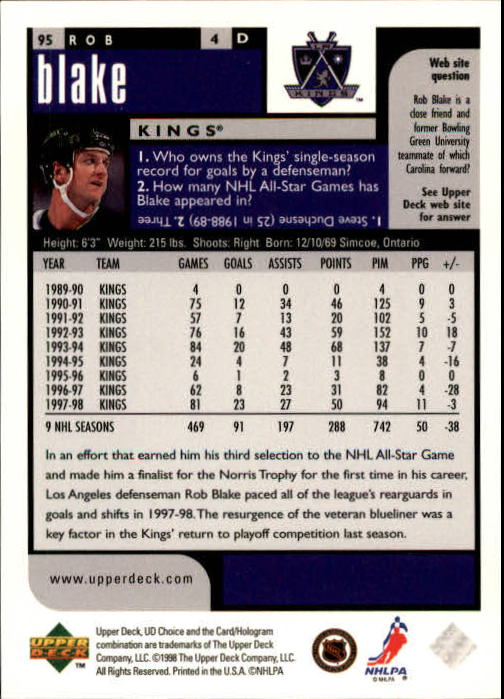 95 ROB 4 D
blake
KINGS
LA
KINGS ™
Web site
question
Rob Blake is a
close friend and
former Bowling
Green University
teammate of which
Carolina forward?
See Upper
Deck web site
for answer
KINGS®
1. Who owns the Kings' single-season
record for goals by a defenseman?
2. How many NHL All-Star Games has
Blake appeared in?
1. Steve Duchesne (25 in 1988-89) 2. Three
Height: 6'3" Weight: 215 lbs. Shoots: Right Born: 12/10/69 Simcoe, Ontario
YEAR TEAM GAMES GOALS ASSISTS POINTS PIM PPG +/-
1989-90 KINGS 4 0 0 0 4 0 0
1990-91 KINGS 75 12 34 46 125 9 3
1991-92 KINGS 57 7 13 20 102 5 -5
1992-93 KINGS 76 16 43 59 152 10 18
1993-94 KINGS 84 20 48 68 137 7 -7
1994-95 KINGS 24 4 7 11 38 4 -16
1995-96 KINGS 6 1 2 3 8 0 0
1996-97 KINGS 62 8 23 31 82 4 -28
1997-98 KINGS 81 23 27 50 94 11 -3
9 NHL SEASONS 469 91 197 288 742 50 -38
In an effort that earned him his third selection to the NHL All-Star Game
and made him a finalist for the Norris Trophy for the first time in his career,
Los Angeles defenseman Rob Blake paced all of the league's rearguards in
goals and shifts in 1997-98. The resurgence of the veteran blueliner was a
key factor in the Kings' return to playoff competition last season.
www.upperdeck.com
UPPER
DECK
™
Upper Deck, UD Choice and the Card/Hologram
combination are trademarks of The Upper Deck
Company, LLC. ©1998 The Upper Deck Company, LLC.
All Rights Reserved. Printed in the U.S.A. ©NHLPA
NHLPA
© NHLPA